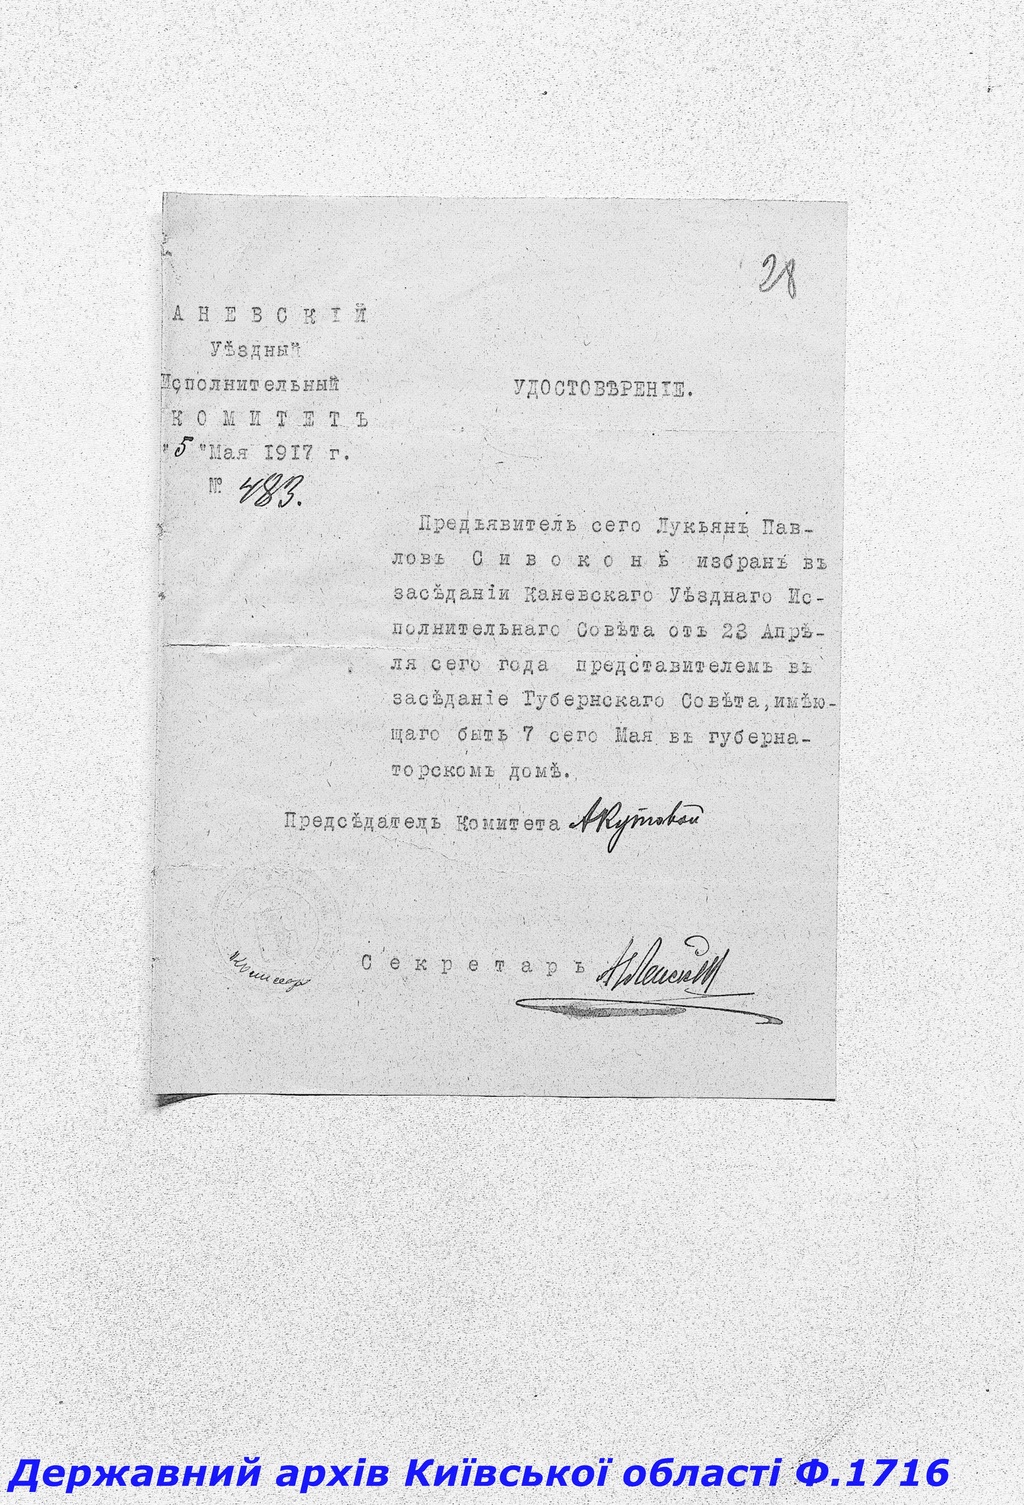 28
АНЕВСКІЙ
Уѣздный
Исполнительный
КОМИТЕТЪ
"5" Мая 1917 г.
№ 483.
УДОСТОВѢРЕНІЕ.
Предъявитель сего Лукьянъ Пав-
ловъ Сивоконь избранъ въ
засѣданіи Каневскаго Уѣзднаго Ис-
полнительнаго Совѣта отъ 23 Апрѣ-
ля сего года представителемъ въ
засѣданіе Губернскаго Совѣта, имѣю-
щаго быть 7 сего Мая въ губерна-
торскомъ домѣ.
Предсѣдатель Комитета
Секретарь
Державний архів Київської області Ф.1716